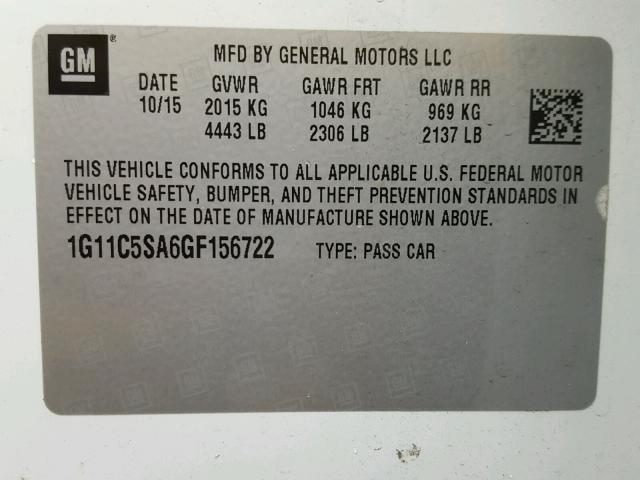 GM ®
MFD BY GENERAL MOTORS LLC
DATE GVWR GAWR FRT GAWR RR
10/15 2015 KG 1046 KG 969 KG
4443 LB 2306 LB 2137 LB
THIS VEHICLE CONFORMS TO ALL APPLICABLE U.S. FEDERAL MOTOR
VEHICLE SAFETY, BUMPER, AND THEFT PREVENTION STANDARDS IN
EFFECT ON THE DATE OF MANUFACTURE SHOWN ABOVE.
1G11C5SA6GF156722 TYPE: PASS CAR